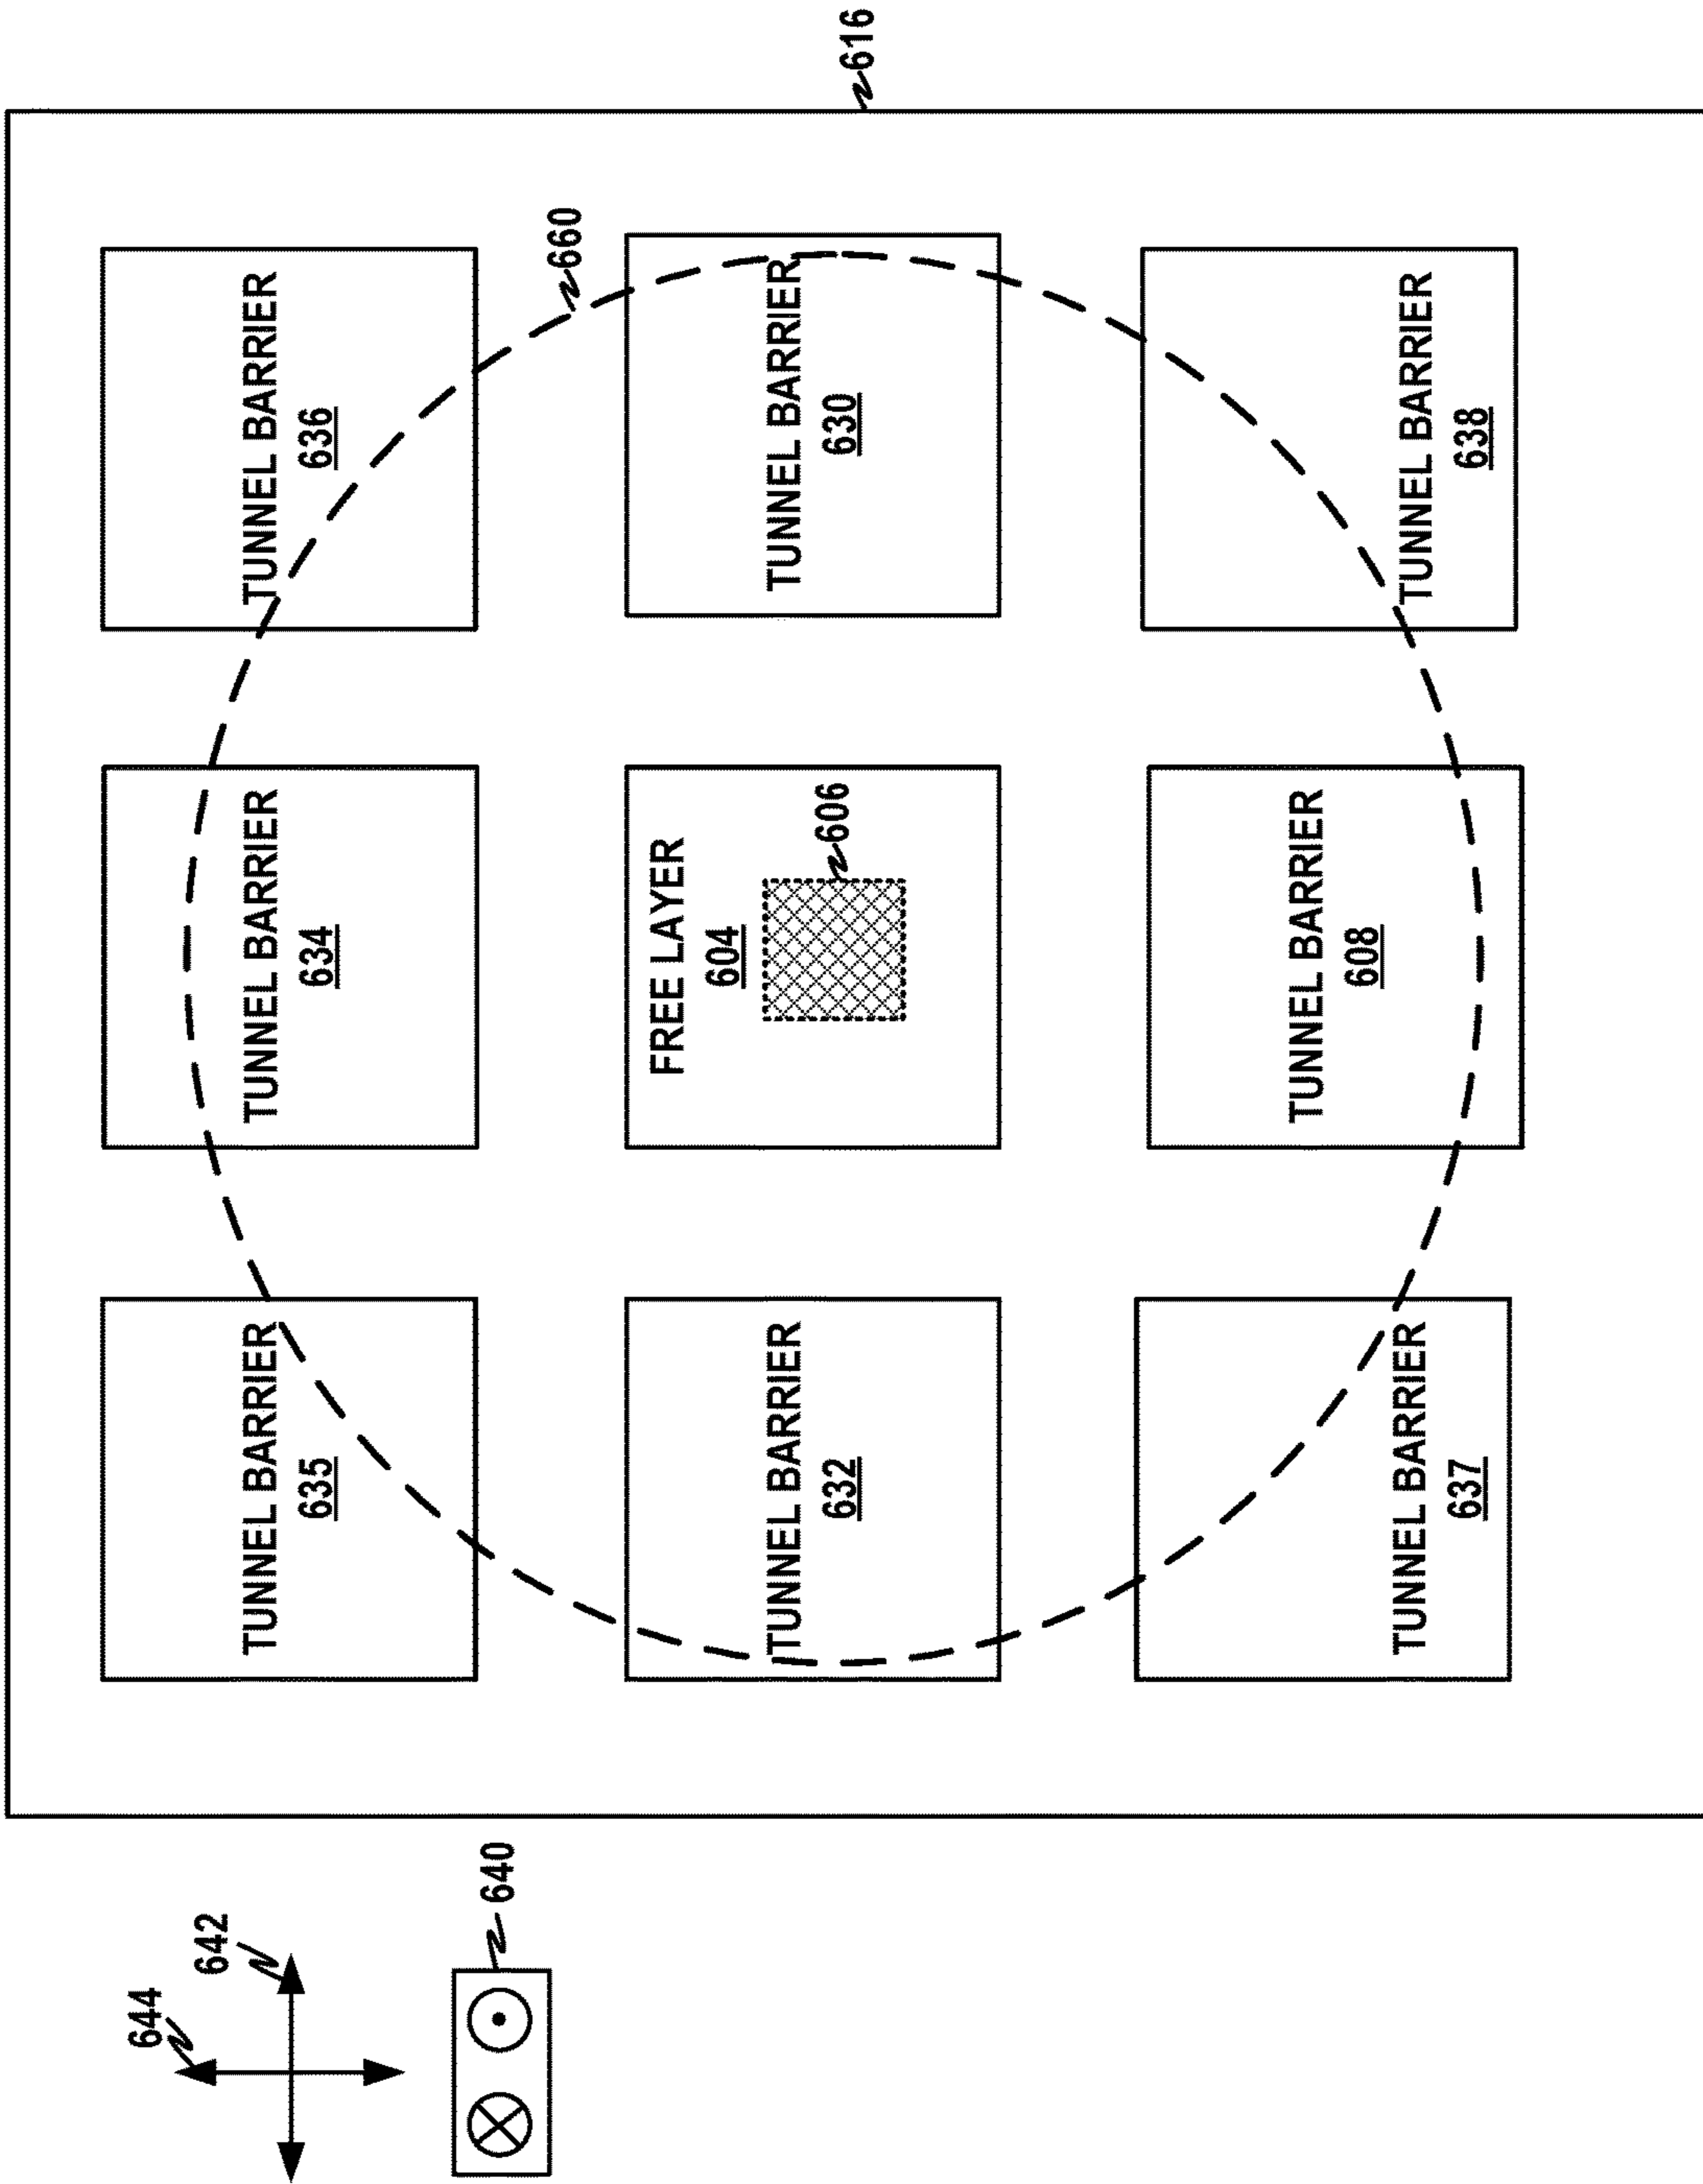 644
642
640
TUNNEL BARRIER
635
TUNNEL BARRIER
634
TUNNEL BARRIER
636
660
TUNNEL BARRIER
632
FREE LAYER
604
606
TUNNEL BARRIER
630
616
TUNNEL BARRIER
637
TUNNEL BARRIER
608
TUNNEL BARRIER
638